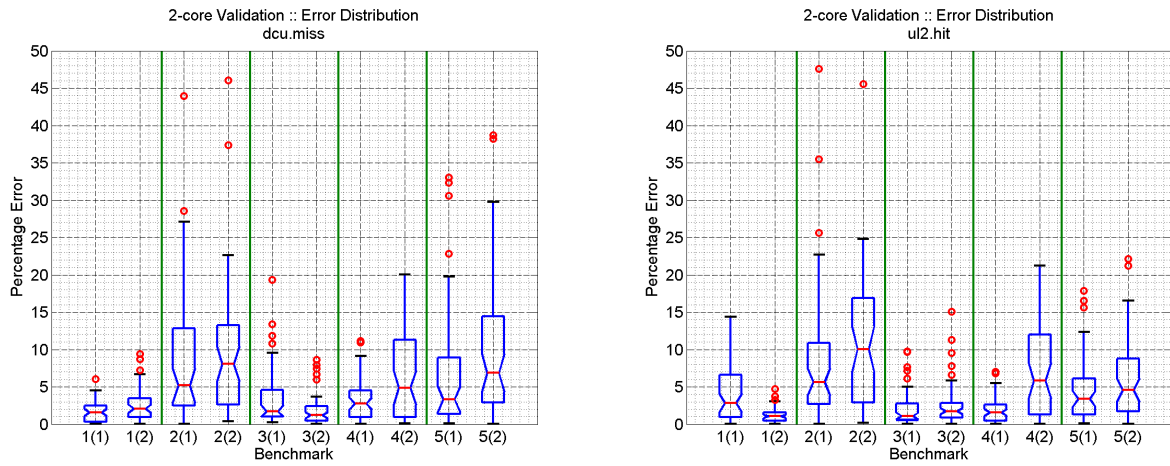 2-core Validation :: Error Distribution
dcu.miss
50
45
40
35
30
25
20
15
10
5
0
Percentage Error
1(1) 1(2) 2(1) 2(2) 3(1) 3(2) 4(1) 4(2) 5(1) 5(2)
Benchmark
2-core Validation :: Error Distribution
ul2.hit
50
45
40
35
30
25
20
15
10
5
0
Percentage Error
1(1) 1(2) 2(1) 2(2) 3(1) 3(2) 4(1) 4(2) 5(1) 5(2)
Benchmark